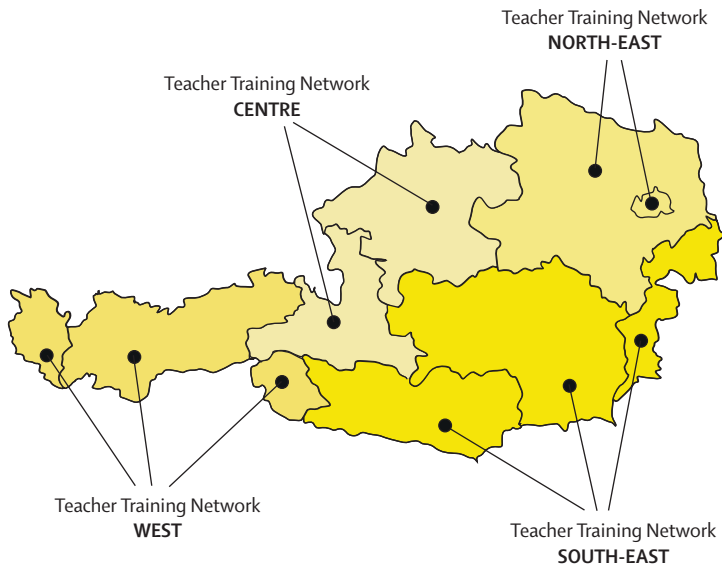 Teacher Training Network
NORTH-EAST
Teacher Training Network
CENTRE
Teacher Training Network
WEST
Teacher Training Network
SOUTH-EAST